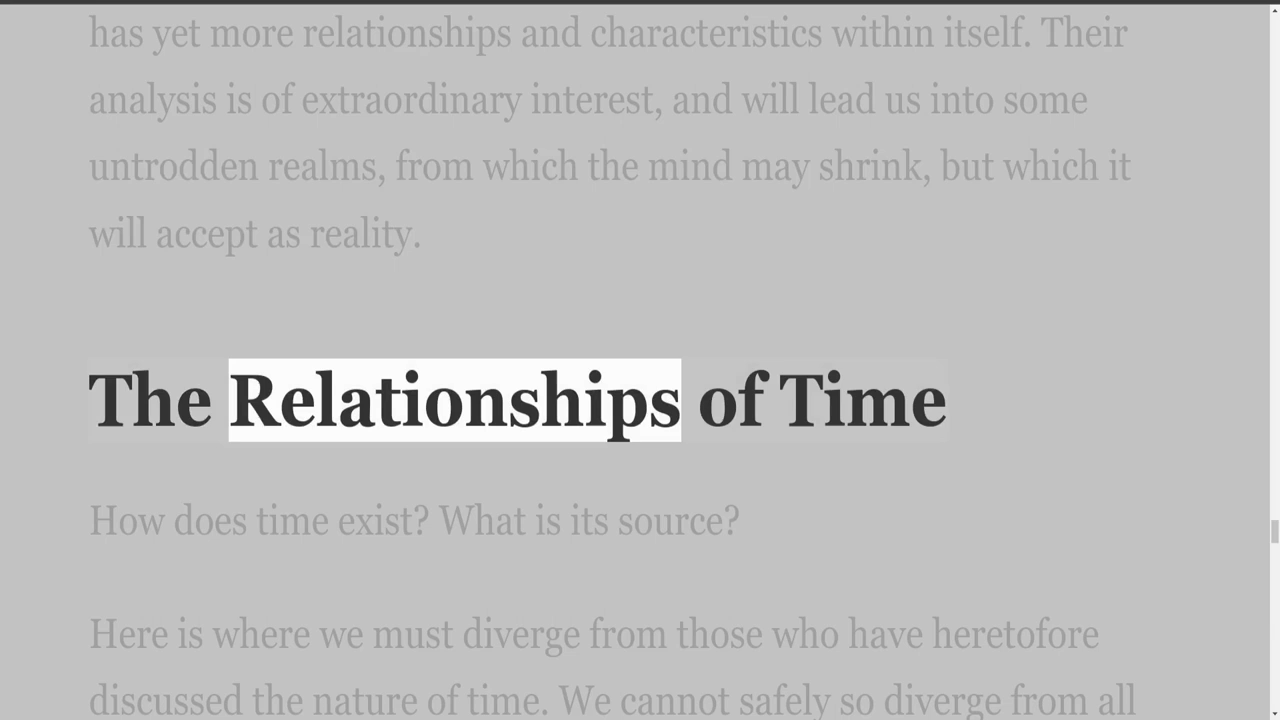 has yet more relationships and characteristics within itself. Their
analysis is of extraordinary interest, and will lead us into some
untrodden realms, from which the mind may shrink, but which it
will accept as reality.
The Relationships of Time
How does time exist? What is its source?
Here is where we must diverge from those who have heretofore
discussed the nature of time. We cannot safely so diverge from all